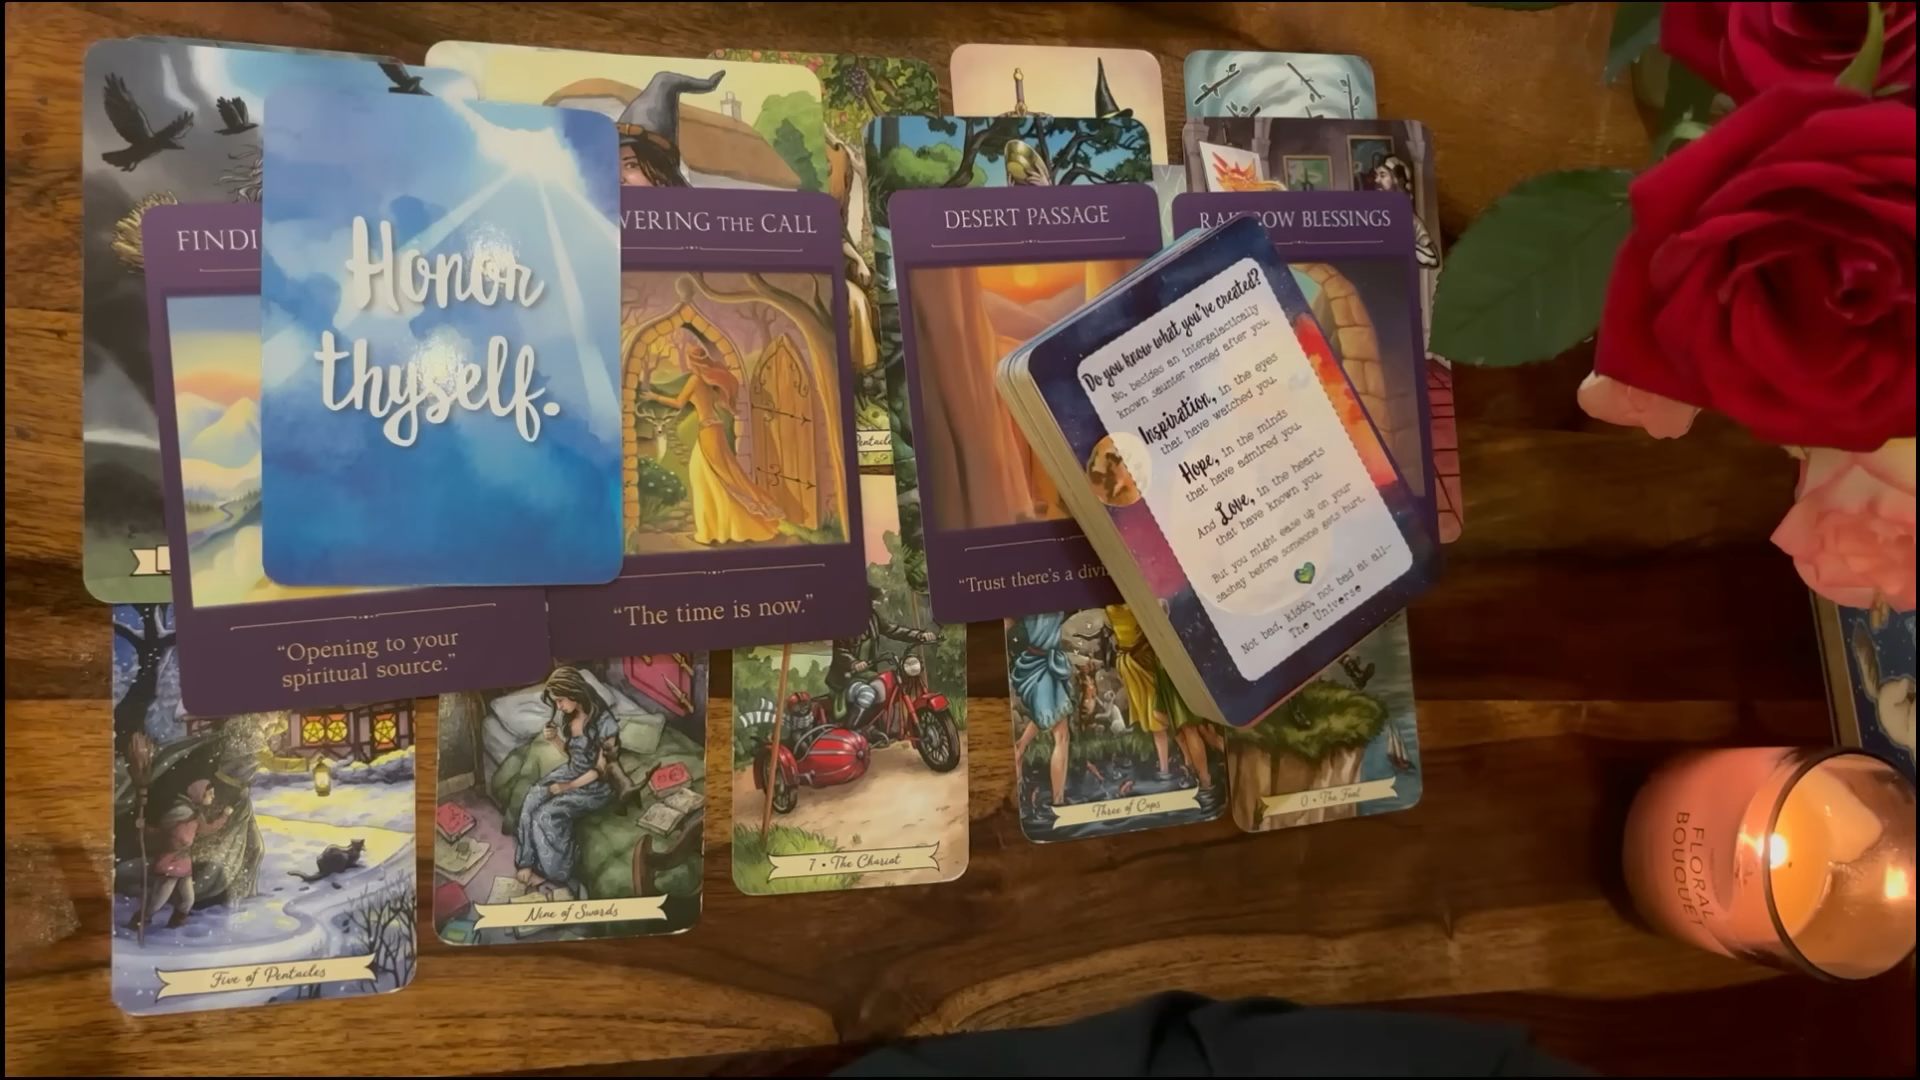 Honor
thyself.
FINDI
WERING THE CALL
DESERT PASSAGE
RAINBOW BLESSINGS
Do you know what you've created?
No, besides an intergalactically
known saunter named after you.
Inspiration, in the eyes
that have watched you.
Hope, in the minds
that have admired you.
And Love, in the hearts
that have known you.
But you might ease up on your
sashay before someone gets hurt.
Not bad, kiddo, not bad at all-
The Universe
Pentacles
"Opening to your
spiritual source."
"The time is now."
"Trust there's a divi
Five of Pentacles
Nine of Swords
7 • The Chariot
Three of Cups
0 • The Fool
FLORAL
BOUQUET